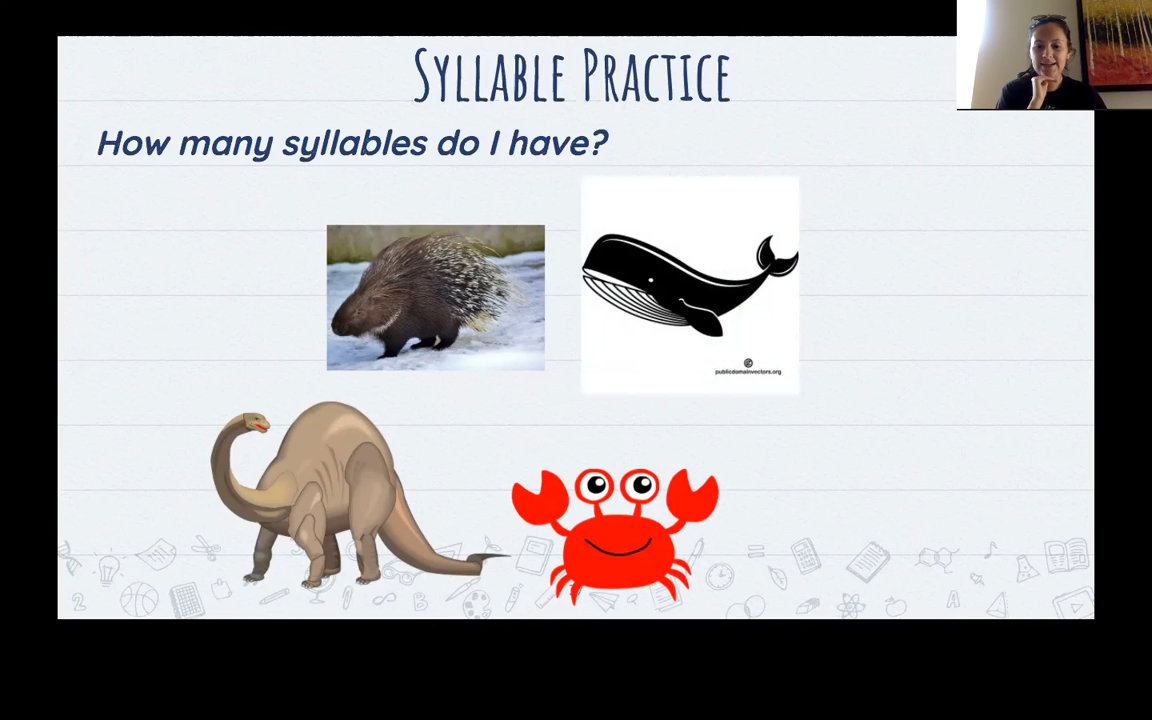 Syllable Practice
How many syllables do I have?
publicdomainvectors.org